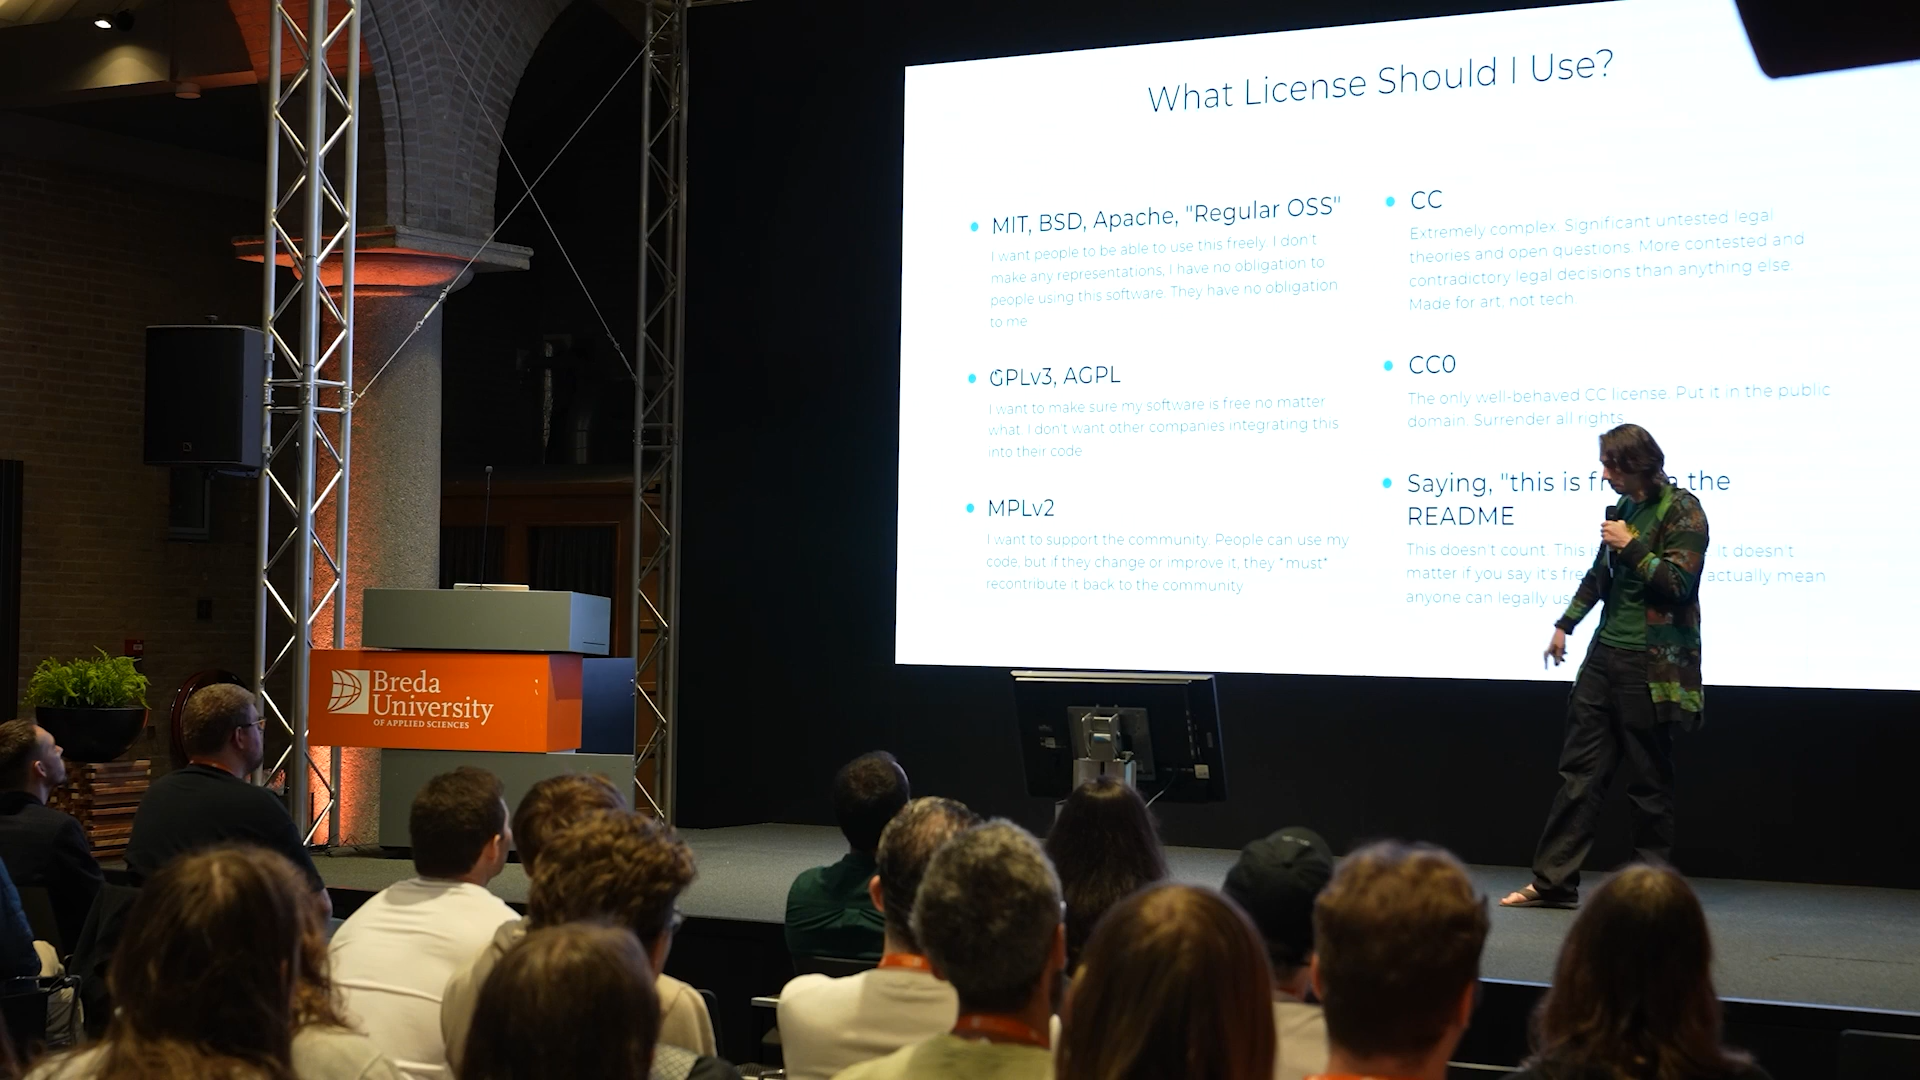 What License Should I Use?
MIT, BSD, Apache, "Regular OSS"
I want people to be able to use this freely. I don't
make any representations, I have no obligation to
people using this software. They have no obligation
to me
GPLv3, AGPL
I want to make sure my software is free no matter
what. I don't want other companies integrating this
into their code
MPLv2
I want to support the community. People can use my
code, but if they change or improve it, they *must*
recontribute it back to the community
CC
Extremely complex. Significant untested legal
theories and open questions. More contested and
contradictory legal decisions than anything else.
Made for art, not tech.
CC0
The only well-behaved CC license. Put it in the public
domain. Surrender all rights.
Saying, "this is the
README
This doesn't count. This It doesn't
matter if you say it's actually mean
anyone can legally
Breda
University
OF APPLIED SCIENCES